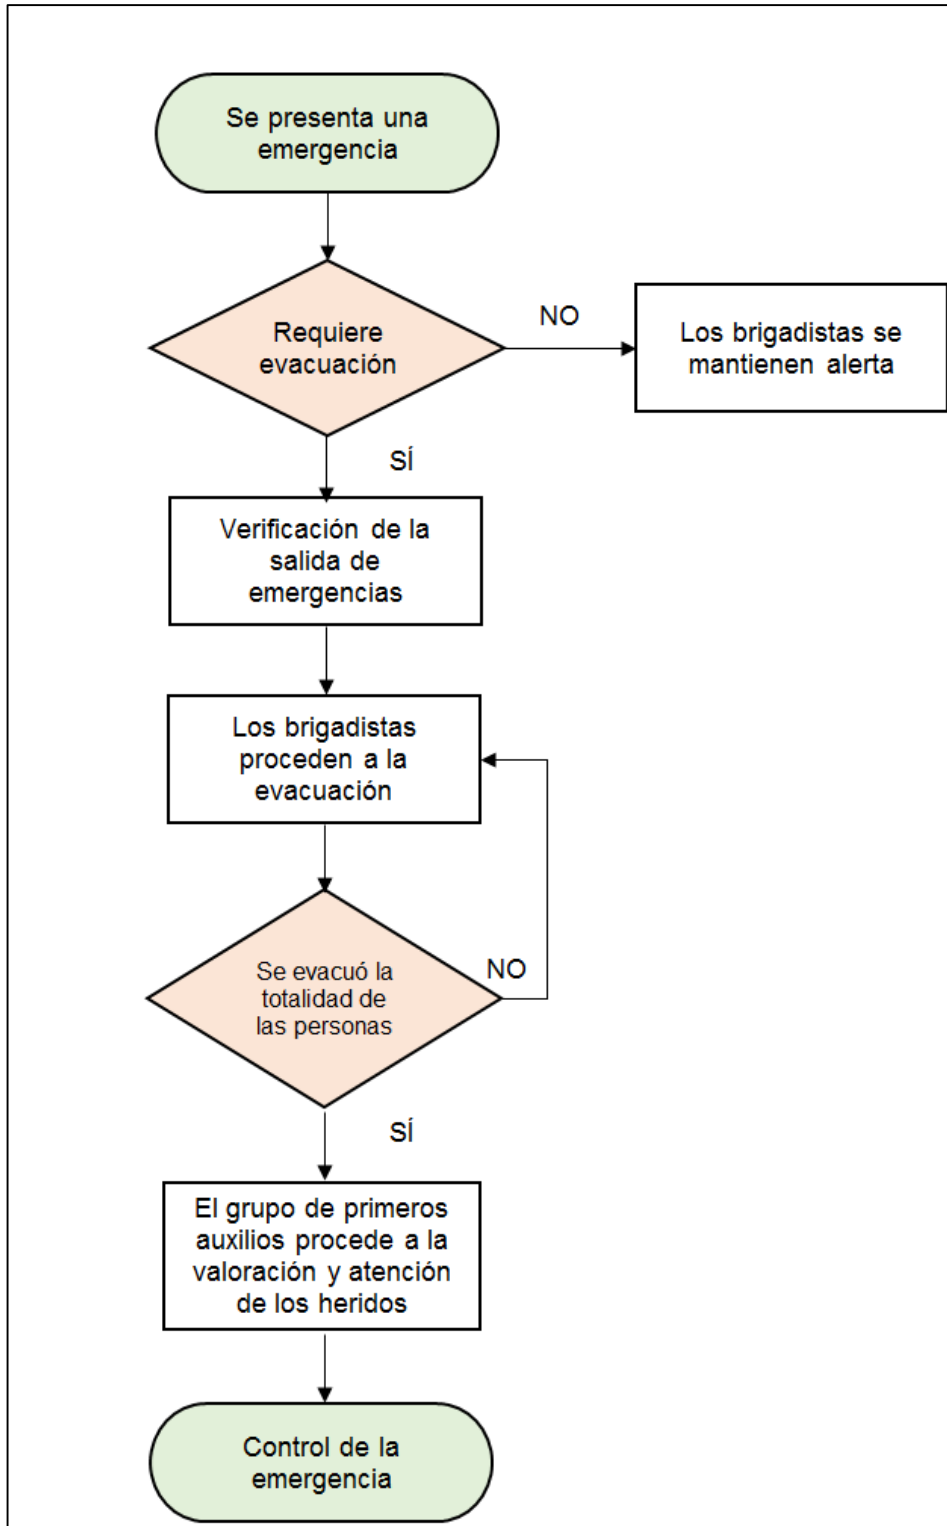 Se presenta una
emergencia
Requiere
evacuación
NO
Los brigadistas se
mantienen alerta
SÍ
Verificación de la
salida de
emergencias
Los brigadistas
proceden a la
evacuación
Se evacuó la
totalidad de
las personas
NO
SÍ
El grupo de primeros
auxilios procede a la
valoración y atención
de los heridos
Control de la
emergencia